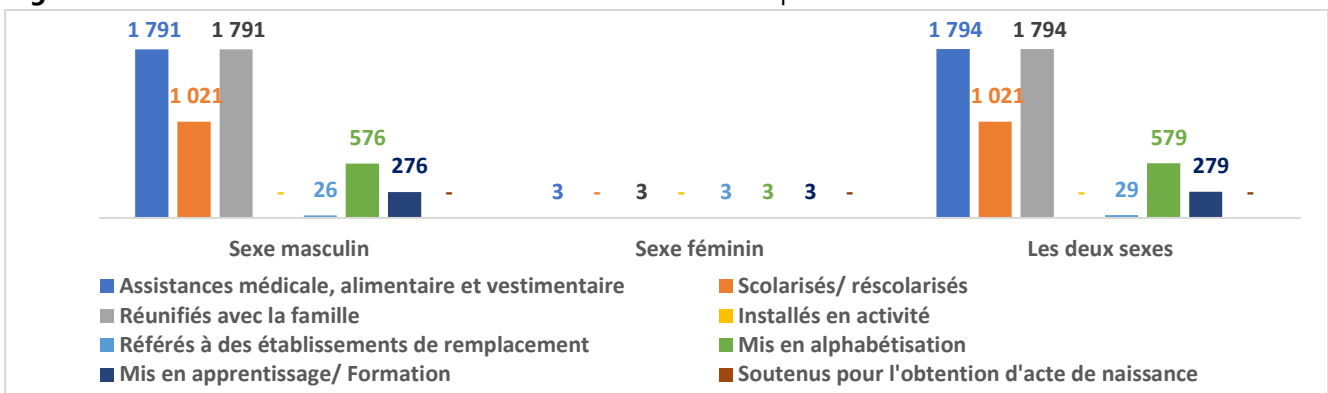 1 791 1 791 1 794 1 794
1 021 1 021
576 579
276 279
- 26 - 3 - 3 - 3 3 3 - - 29 -
Sexe masculin Sexe féminin Les deux sexes
Assistances médicale, alimentaire et vestimentaire Scolarisés/ réscolarisés
Réunifiés avec la famille Installés en activité
Référés à des établissements de remplacement Mis en alphabétisation
Mis en apprentissage/ Formation Soutenus pour l'obtention d'acte de naissance